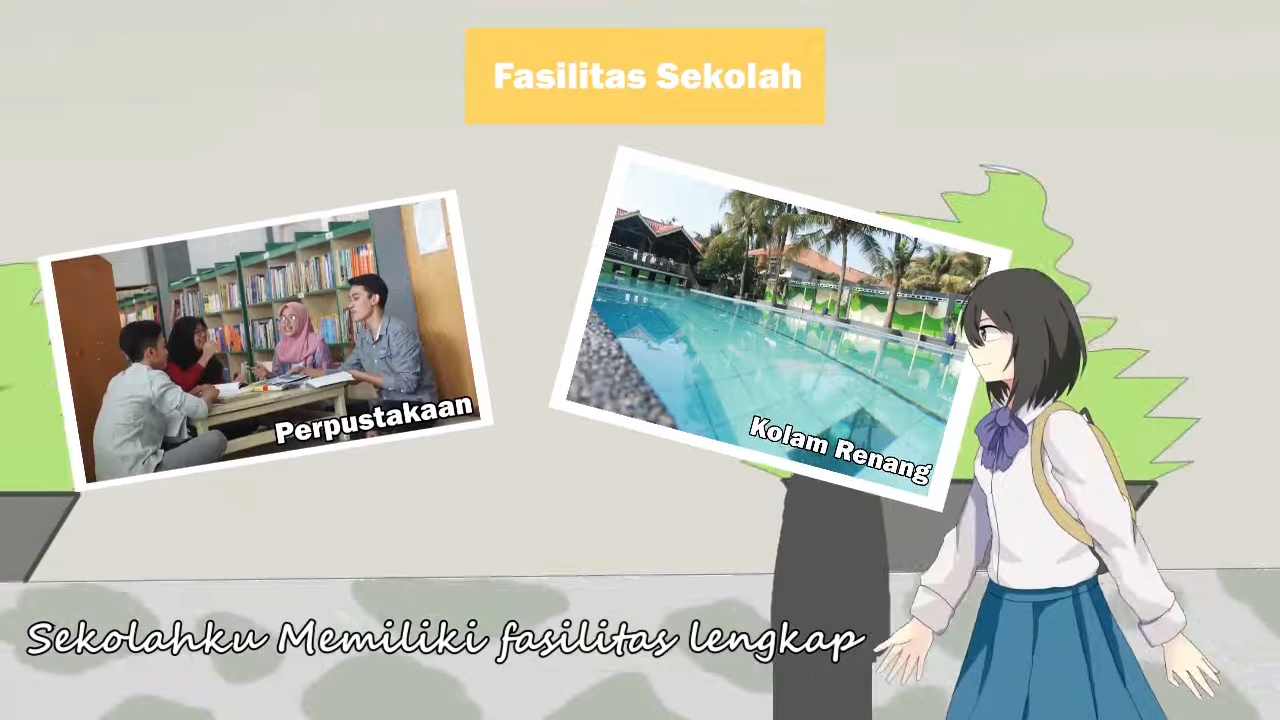 Fasilitas Sekolah
Perpustakaan
Kolam Renang
Sekolahku Memiliki fasilitas lengkap